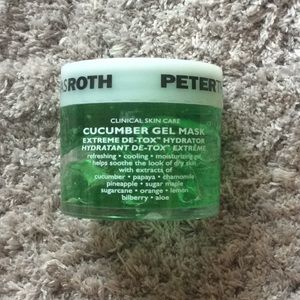 ASROTH PETERT
CLINICAL SKIN CARE
CUCUMBER GEL MASK
EXTREME DE-TOX™ HYDRATOR
HYDRATANT DE-TOX™ EXTRÊME
refreshing • cooling • moisturizing gel
helps soothe the look of dry skin
with extracts of
cucumber • papaya • chamomile
pineapple • sugar maple
sugarcane • orange • lemon
bilberry • aloe